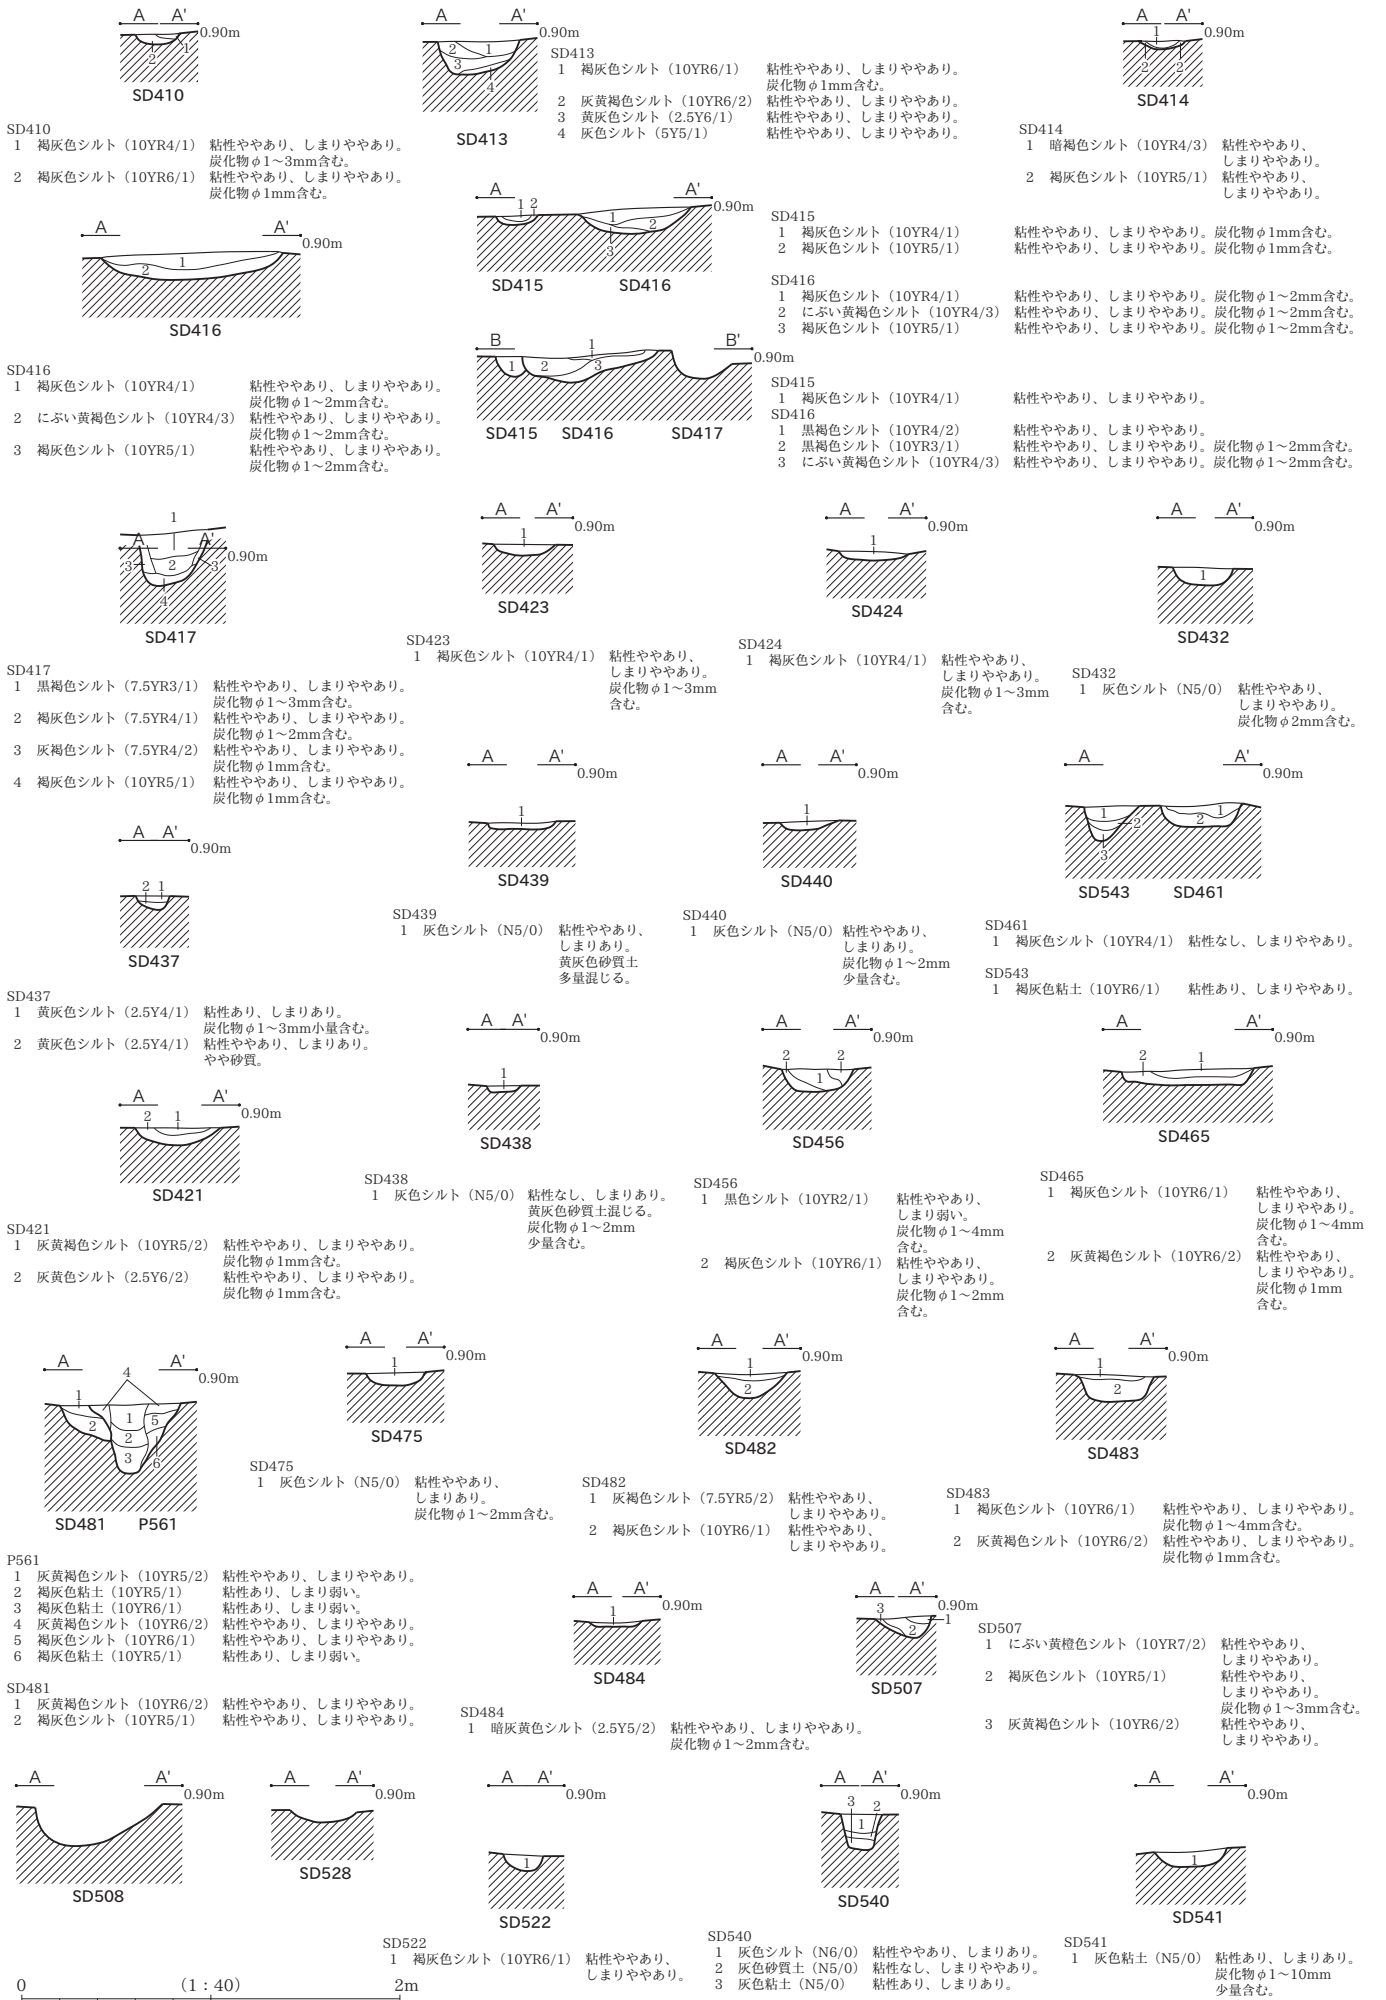 A A'
0.90m
1
2
SD410
SD410
1 褐灰色シルト（10YR4/1） 粘性ややあり、しまりややあり。
炭化物φ1～3mm含む。
2 褐灰色シルト（10YR6/1） 粘性ややあり、しまりややあり。
炭化物φ1mm含む。
A A'
0.90m
2 1
3
4
SD413
SD413
1 褐灰色シルト（10YR6/1） 粘性ややあり、しまりややあり。
炭化物φ1mm含む。
2 灰黄褐色シルト（10YR6/2） 粘性ややあり、しまりややあり。
3 黄灰色シルト（2.5Y6/1） 粘性ややあり、しまりややあり。
4 灰色シルト（5Y5/1） 粘性ややあり、しまりややあり。
A A'
1
0.90m
2 2
SD414
SD414
1 暗褐色シルト（10YR4/3） 粘性ややあり、
しまりややあり。
2 褐灰色シルト（10YR5/1） 粘性ややあり、
しまりややあり。
A A'
0.90m
1
2
SD416
A A'
0.90m
1 2 1
2
3
SD415 SD416
SD415
1 褐灰色シルト（10YR4/1） 粘性ややあり、しまりややあり。炭化物φ1mm含む。
2 褐灰色シルト（10YR5/1） 粘性ややあり、しまりややあり。炭化物φ1mm含む。
SD416
1 褐灰色シルト（10YR4/1） 粘性ややあり、しまりややあり。炭化物φ1～2mm含む。
2 にぶい黄褐色シルト（10YR4/3） 粘性ややあり、しまりややあり。炭化物φ1～2mm含む。
3 褐灰色シルト（10YR5/1） 粘性ややあり、しまりややあり。炭化物φ1～2mm含む。
SD416
1 褐灰色シルト（10YR4/1） 粘性ややあり、しまりややあり。
炭化物φ1～2mm含む。
2 にぶい黄褐色シルト（10YR4/3） 粘性ややあり、しまりややあり。
炭化物φ1～2mm含む。
3 褐灰色シルト（10YR5/1） 粘性ややあり、しまりややあり。
炭化物φ1～2mm含む。
B B'
0.90m
1
1 2 3
SD415 SD416 SD417
SD415
1 褐灰色シルト（10YR4/1） 粘性ややあり、しまりややあり。
SD416
1 黒褐色シルト（10YR4/2） 粘性ややあり、しまりややあり。
2 黒褐色シルト（10YR3/1） 粘性ややあり、しまりややあり。炭化物φ1～2mm含む。
3 にぶい黄褐色シルト（10YR4/3） 粘性ややあり、しまりややあり。炭化物φ1～2mm含む。
1
A A'
0.90m
3 2 3
4
SD417
SD417
1 黒褐色シルト（7.5YR3/1） 粘性ややあり、しまりややあり。
炭化物φ1～3mm含む。
2 褐灰色シルト（7.5YR4/1） 粘性ややあり、しまりややあり。
炭化物φ1～2mm含む。
3 灰褐色シルト（7.5YR4/2） 粘性ややあり、しまりややあり。
炭化物φ1mm含む。
4 褐灰色シルト（10YR5/1） 粘性ややあり、しまりややあり。
炭化物φ1mm含む。
A A'
0.90m
1
SD423
SD423
1 褐灰色シルト（10YR4/1） 粘性ややあり、
しまりややあり。
炭化物φ1～3mm
含む。
A A'
0.90m
1
SD424
SD424
1 褐灰色シルト（10YR4/1） 粘性ややあり、
しまりややあり。
炭化物φ1～3mm
含む。
A A'
0.90m
1
SD432
SD432
1 灰色シルト（N5/0） 粘性ややあり、
しまりややあり。
炭化物φ2mm含む。
A A'
0.90m
2 1
SD437
SD437
1 黄灰色シルト（2.5Y4/1） 粘性あり、しまりあり。
炭化物φ1～3mm小量含む。
2 黄灰色シルト（2.5Y4/1） 粘性ややあり、しまりあり。
やや砂質。
A A'
0.90m
1
SD439
SD439
1 灰色シルト（N5/0） 粘性ややあり、
しまりあり。
黄灰色砂質土
多量混じる。
A A'
0.90m
1
SD440
SD440
1 灰色シルト（N5/0） 粘性ややあり、
しまりあり。
炭化物φ1～2mm
少量含む。
A A'
0.90m
1 2 1
2
3
SD543 SD461
SD461
1 褐灰色シルト（10YR4/1） 粘性なし、しまりややあり。
SD543
1 褐灰色粘土（10YR6/1） 粘性あり、しまりややあり。
A A'
0.90m
2 1
SD421
SD421
1 灰黄褐色シルト（10YR5/2） 粘性ややあり、しまりややあり。
炭化物φ1mm含む。
2 灰黄色シルト（2.5Y6/2） 粘性ややあり、しまりややあり。
炭化物φ1mm含む。
A A'
0.90m
1
SD438
SD438
1 灰色シルト（N5/0） 粘性なし、しまりあり。
黄灰色砂質土混じる。
炭化物φ1～2mm
少量含む。
A A'
0.90m
2 2
1
SD456
SD456
1 黒色シルト（10YR2/1） 粘性ややあり、
しまり弱い。
炭化物φ1～4mm
含む。
2 褐灰色シルト（10YR6/1） 粘性ややあり、
しまりややあり。
炭化物φ1～2mm
含む。
A A'
0.90m
2 1
SD465
SD465
1 褐灰色シルト（10YR6/1） 粘性ややあり、
しまりややあり。
炭化物φ1～4mm
含む。
2 灰黄褐色シルト（10YR6/2） 粘性ややあり、
しまりややあり。
炭化物φ1mm
含む。
A A'
0.90m
4
1
2 1 5
2
3 6
SD481 P561
P561
1 灰黄褐色シルト（10YR5/2） 粘性ややあり、しまりややあり。
2 褐灰色粘土（10YR5/1） 粘性あり、しまり弱い。
3 褐灰色粘土（10YR6/1） 粘性あり、しまり弱い。
4 灰黄褐色シルト（10YR6/2） 粘性ややあり、しまりややあり。
5 褐灰色シルト（10YR6/1） 粘性ややあり、しまりややあり。
6 褐灰色粘土（10YR5/1） 粘性あり、しまり弱い。
SD481
1 灰黄褐色シルト（10YR6/2） 粘性ややあり、しまりややあり。
2 褐灰色シルト（10YR5/1） 粘性ややあり、しまりややあり。
A A'
0.90m
1
SD475
SD475
1 灰色シルト（N5/0） 粘性ややあり、
しまりあり。
炭化物φ1～2mm含む。
A A'
0.90m
1
2
SD482
SD482
1 灰褐色シルト（7.5YR5/2） 粘性ややあり、
しまりややあり。
2 褐灰色シルト（10YR6/1） 粘性ややあり、
しまりややあり。
A A'
0.90m
1
2
SD483
SD483
1 褐灰色シルト（10YR6/1） 粘性ややあり、しまりややあり。
炭化物φ1～4mm含む。
2 灰黄褐色シルト（10YR6/2） 粘性ややあり、しまりややあり。
炭化物φ1mm含む。
A A'
0.90m
1
SD484
SD484
1 暗灰黄色シルト（2.5Y5/2） 粘性ややあり、しまりややあり。
炭化物φ1～2mm含む。
A A'
0.90m
3 1
2
SD507
SD507
1 にぶい黄橙色シルト（10YR7/2） 粘性ややあり、
しまりややあり。
2 褐灰色シルト（10YR5/1） 粘性ややあり、
しまりややあり。
炭化物φ1～3mm含む。
3 灰黄褐色シルト（10YR6/2） 粘性ややあり、
しまりややあり。
A A'
0.90m
SD508
A A'
0.90m
SD528
A A'
0.90m
1
SD522
SD522
1 褐灰色シルト（10YR6/1） 粘性ややあり、
しまりややあり。
A A'
0.90m
3 2
1
SD540
SD540
1 灰色シルト（N6/0） 粘性ややあり、しまりあり。
2 灰色砂質土（N5/0） 粘性なし、しまりややあり。
3 灰色粘土（N5/0） 粘性あり、しまりあり。
A A'
0.90m
1
SD541
SD541
1 灰色粘土（N5/0） 粘性あり、しまりあり。
炭化物φ1～10mm
少量含む。
0 （1：40） 2m